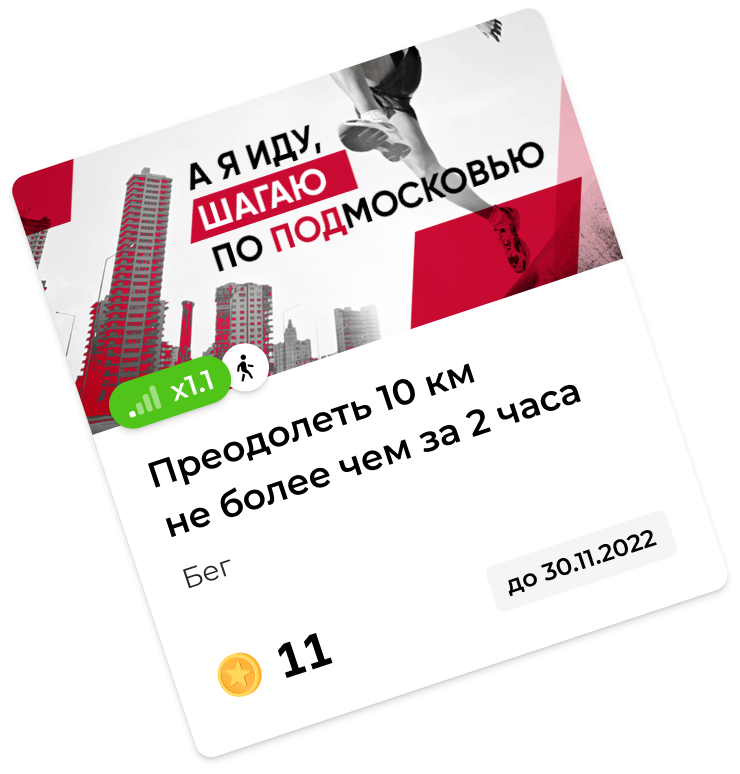 А Я ИДУ,
ШАГАЮ
ПО ПОДМОСКОВЬЮ
x1.1
Преодолеть 10 км
не более чем за 2 часа
Бег
до 30.11.2022
11